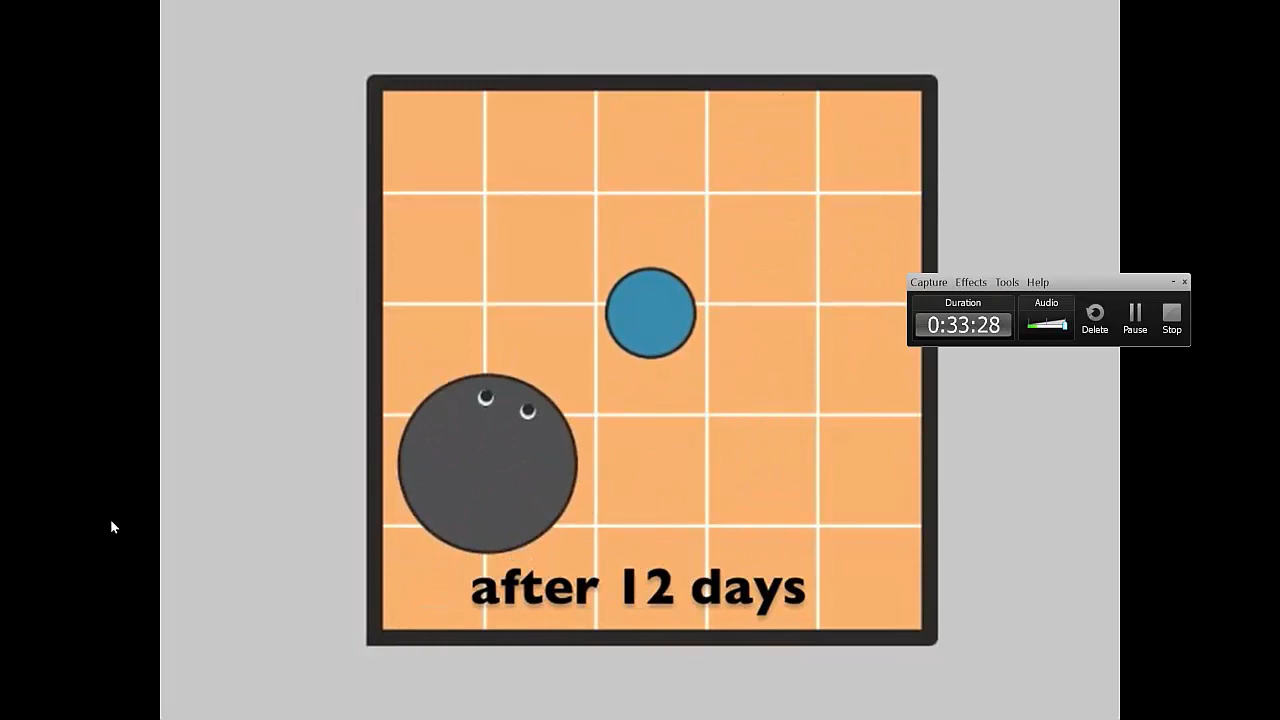 Capture Effects Tools Help
Duration
Audio
0:33:28
Delete
Pause
Stop
after 12 days